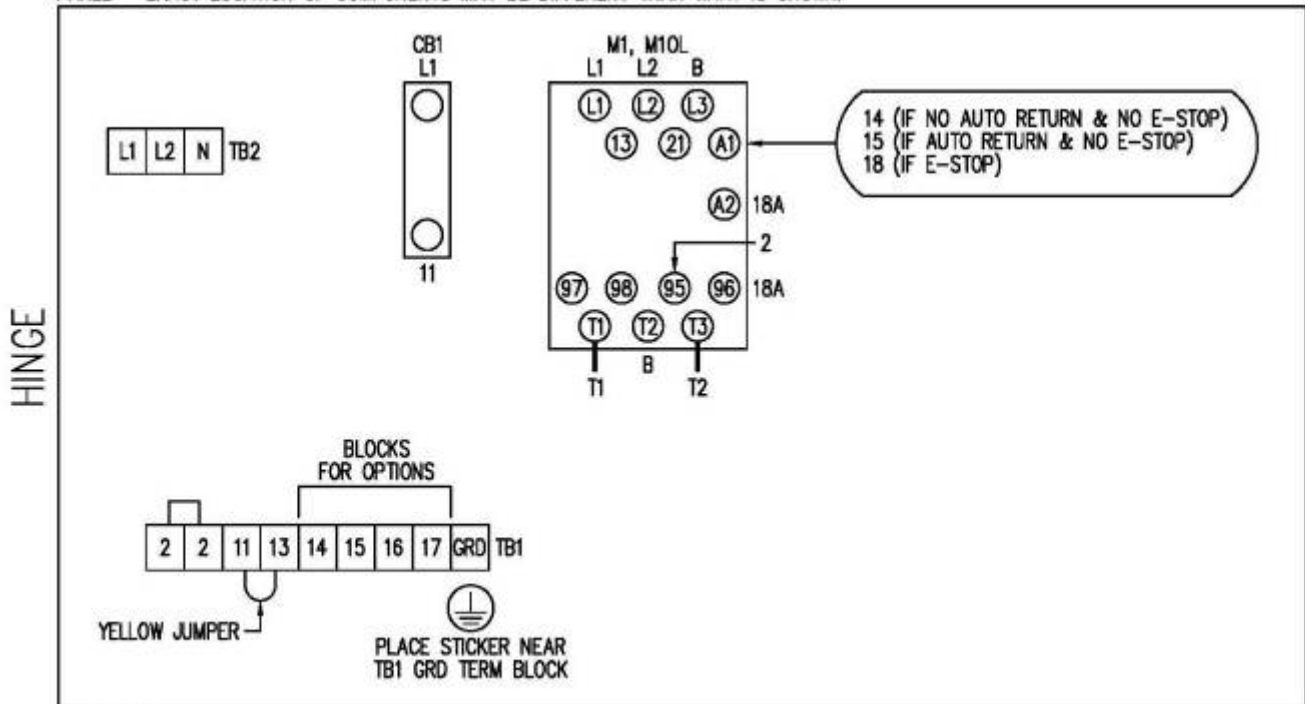 CB1
L1
M1, M10L
L1 L2 B
L1 L2 L3
13 21 A1
14 (IF NO AUTO RETURN & NO E-STOP)
15 (IF AUTO RETURN & NO E-STOP)
18 (IF E-STOP)
L1 L2 N TB2
A2 18A
2
11
97 98 95 96 18A
T1 T2 T3
B
T1 T2
HINGE
BLOCKS
FOR OPTIONS
2 2 11 13 14 15 16 17 GRD TB1
YELLOW JUMPER
PLACE STICKER NEAR
TB1 GRD TERM BLOCK